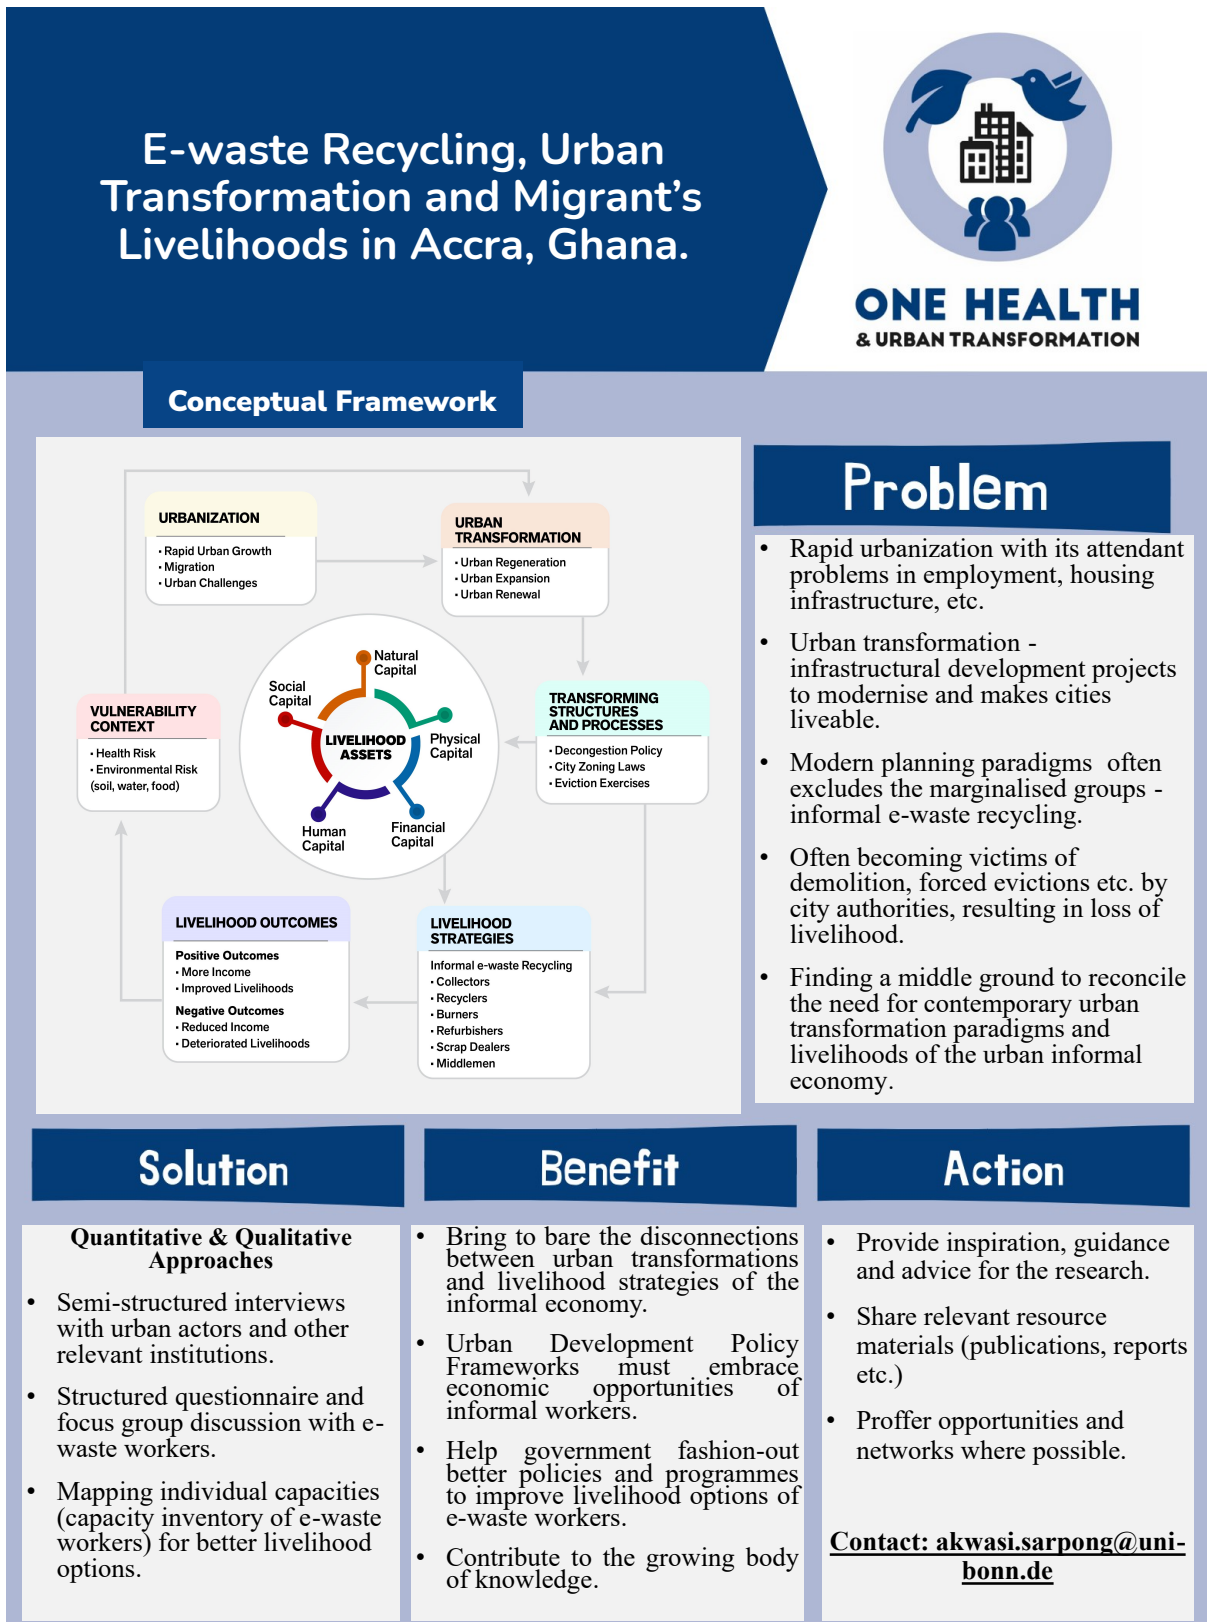 E-waste Recycling, Urban
Transformation and Migrant's
Livelihoods in Accra, Ghana.
ONE HEALTH
& URBAN TRANSFORMATION
Conceptual Framework
URBANIZATION
· Rapid Urban Growth
· Migration
· Urban Challenges
URBAN
TRANSFORMATION
· Urban Regeneration
· Urban Expansion
· Urban Renewal
TRANSFORMING
STRUCTURES
AND PROCESSES
· Decongestion Policy
· City Zoning Laws
· Eviction Exercises
VULNERABILITY
CONTEXT
· Health Risk
· Environmental Risk
(soil, water, food)
LIVELIHOOD
ASSETS
Natural
Capital
Social
Capital
Physical
Capital
Human
Capital
Financial
Capital
LIVELIHOOD OUTCOMES
Positive Outcomes
· More Income
· Improved Livelihoods
Negative Outcomes
· Reduced Income
· Deteriorated Livelihoods
LIVELIHOOD
STRATEGIES
Informal e-waste Recycling
· Collectors
· Recyclers
· Burners
· Refurbishers
· Scrap Dealers
· Middlemen
Problem
• Rapid urbanization with its attendant
problems in employment, housing
infrastructure, etc.
• Urban transformation -
infrastructural development projects
to modernise and makes cities
liveable.
• Modern planning paradigms often
excludes the marginalised groups -
informal e-waste recycling.
• Often becoming victims of
demolition, forced evictions etc. by
city authorities, resulting in loss of
livelihood.
• Finding a middle ground to reconcile
the need for contemporary urban
transformation paradigms and
livelihoods of the urban informal
economy.
Solution
Quantitative & Qualitative
Approaches
• Semi-structured interviews
with urban actors and other
relevant institutions.
• Structured questionnaire and
focus group discussion with e-
waste workers.
• Mapping individual capacities
(capacity inventory of e-waste
workers) for better livelihood
options.
Benefit
• Bring to bare the disconnections
between urban transformations
and livelihood strategies of the
informal economy.
• Urban Development Policy
Frameworks must embrace
economic opportunities of
informal workers.
• Help government fashion-out
better policies and programmes
to improve livelihood options of
e-waste workers.
• Contribute to the growing body
of knowledge.
Action
• Provide inspiration, guidance
and advice for the research.
• Share relevant resource
materials (publications, reports
etc.)
• Proffer opportunities and
networks where possible.
Contact: akwasi.sarpong@uni-
bonn.de